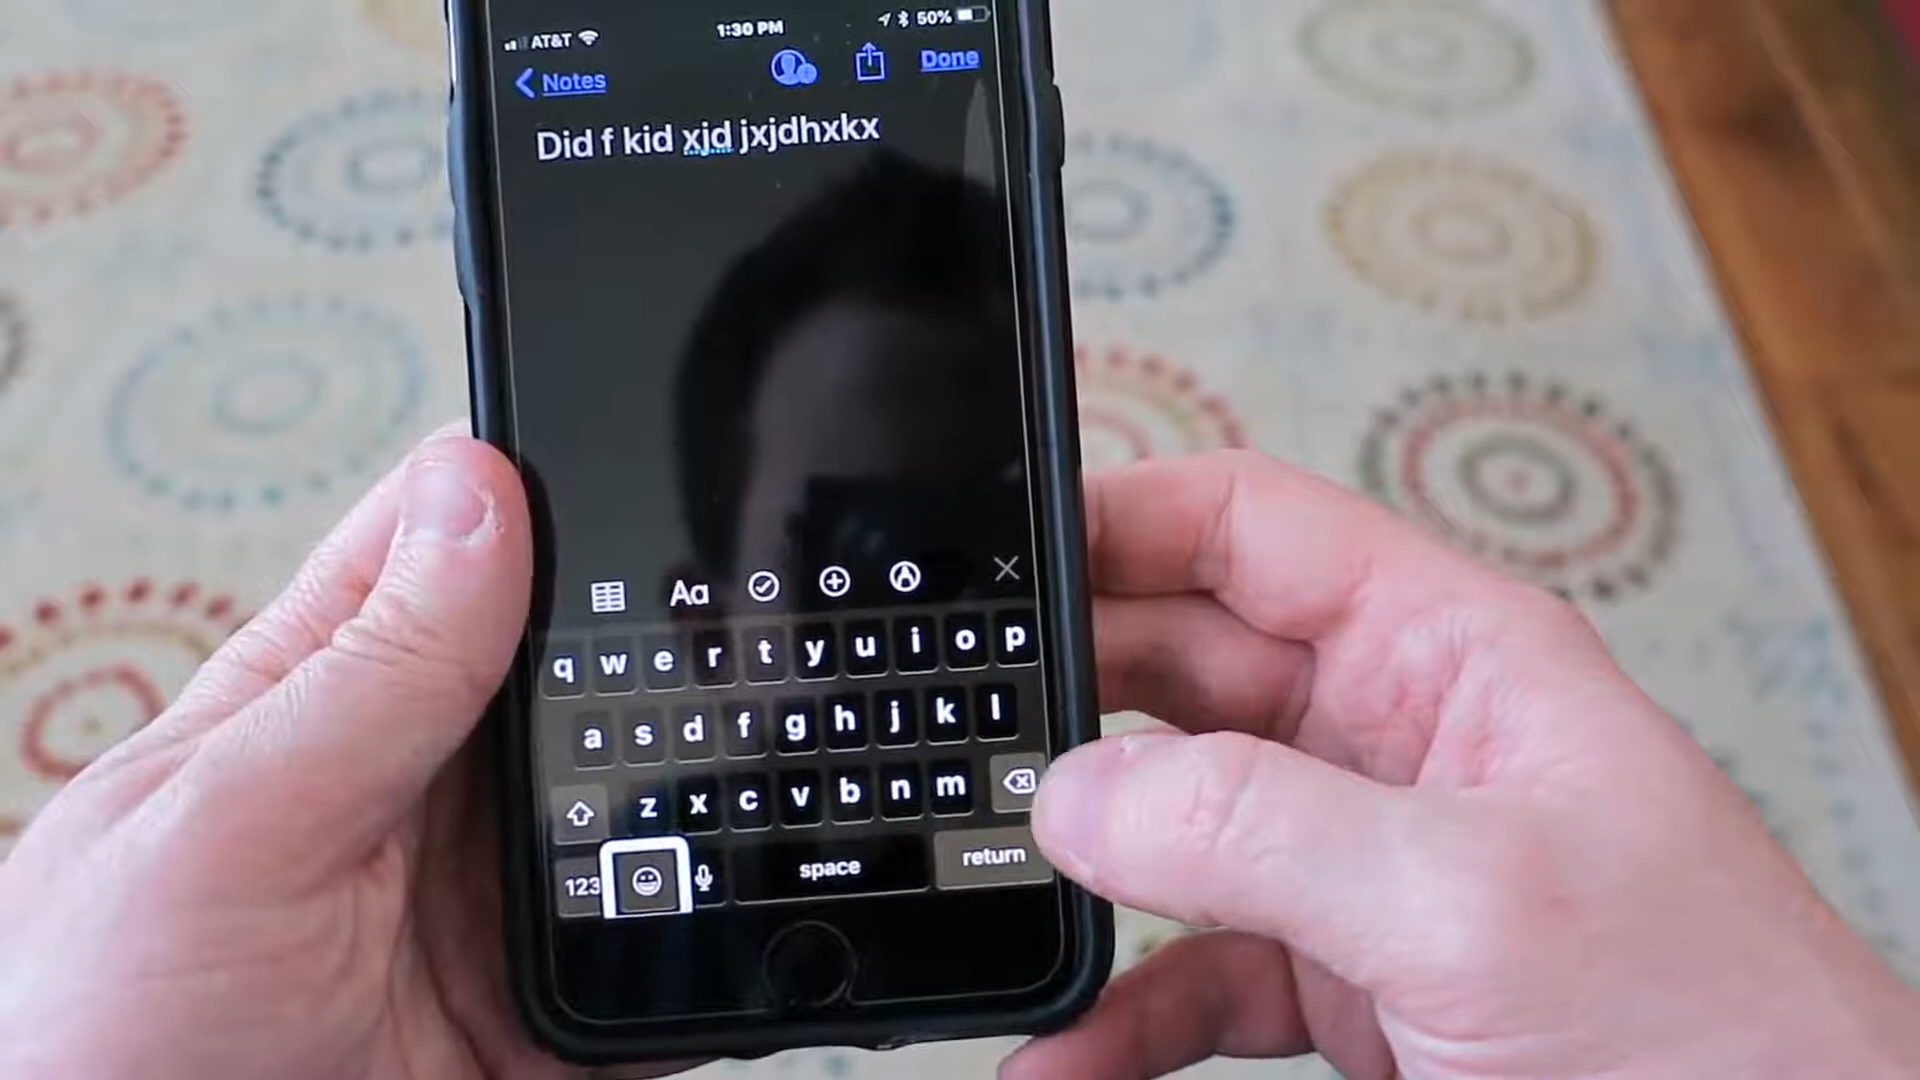 AT&T 1:30 PM 50%
Notes Done
Did f kid xjd jxjdhxkx
Aa
q w e r t y u i o p
a s d f g h j k l
z x c v b n m
123 space return